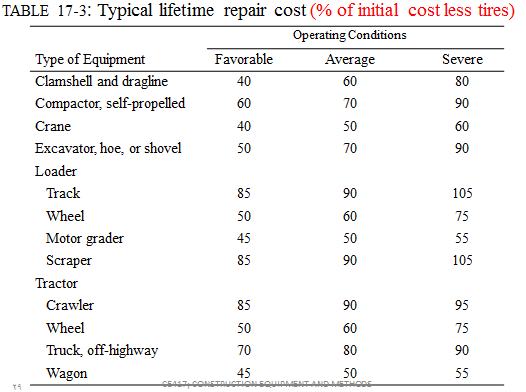 TABLE 17-3: Typical lifetime repair cost (% of initial cost less tires)
Operating Conditions
Type of Equipment Favorable Average Severe
Clamshell and dragline 40 60 80
Compactor, self-propelled 60 70 90
Crane 40 50 60
Excavator, hoe, or shovel 50 70 90
Loader
Track 85 90 105
Wheel 50 60 75
Motor grader 45 50 55
Scraper 85 90 105
Tractor
Crawler 85 90 95
Wheel 50 60 75
Truck, off-highway 70 80 90
Wagon 45 50 55
٢٩ CE417; CONSTRUCTION EQUIPMENT AND METHODS